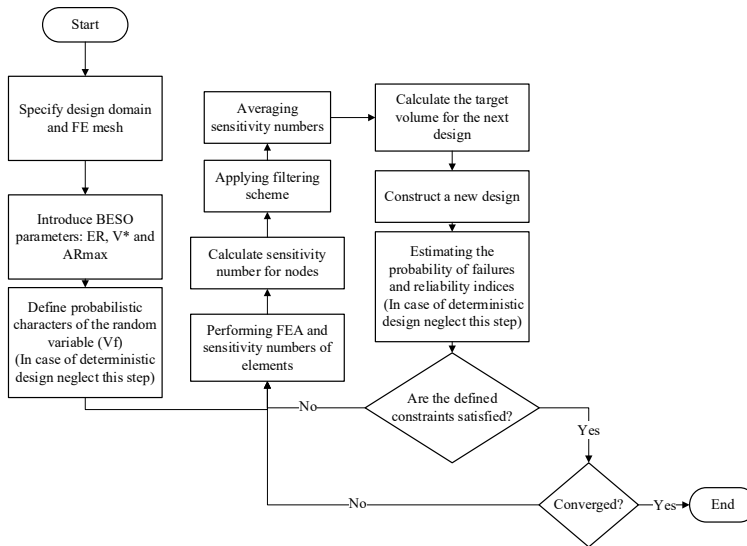 Start
Specify design domain
and FE mesh
Introduce BESO
parameters: ER, V* and
ARmax
Define probabilistic
characters of the random
variable (Vf)
(In case of deterministic
design neglect this step)
Averaging
sensitivity numbers
Applying filtering
scheme
Calculate sensitivity
number for nodes
Performing FEA and
sensitivity numbers of
elements
Calculate the target
volume for the next
design
Construct a new design
Estimating the
probability of failures
and reliability indices
(In case of deterministic
design neglect this step)
Are the defined
constraints satisfied?
No
Yes
Converged?
No
Yes
End